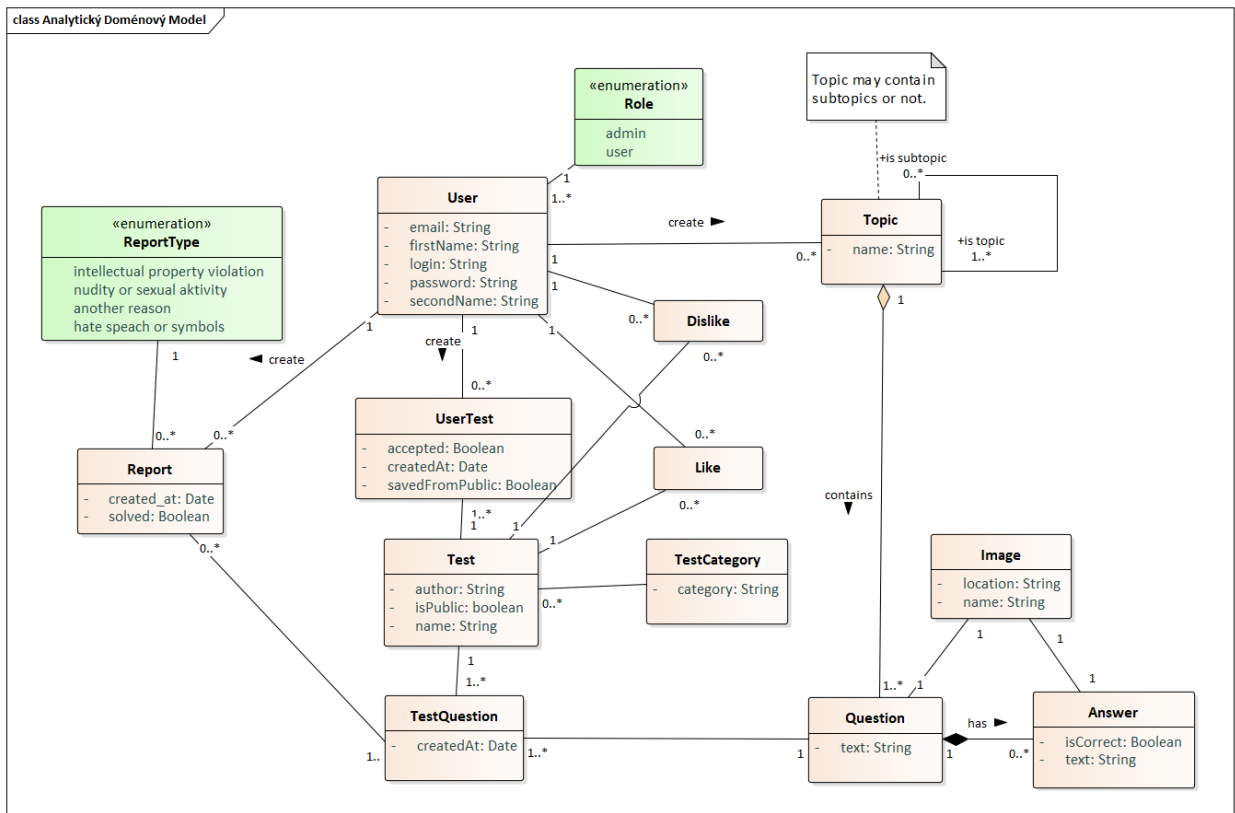 class Analytický Doménový Model
«enumeration»
Role
admin
user
Topic may contain
subtopics or not.
1
1..*
+is subtopic
0..*
User
- email: String
- firstName: String
- login: String
- password: String
- secondName: String
«enumeration»
ReportType
intellectual property violation
nudity or sexual aktivity
another reason
hate speach or symbols
create
Topic
- name: String
+is topic
1..*
0..*
1
1
1
Dislike
0..*
0..*
1
1
1
create
create
1
0..*
UserTest
- accepted: Boolean
- createdAt: Date
- savedFromPublic: Boolean
0..*
Like
0..*
0..*
0..*
Report
- created_at: Date
- solved: Boolean
contains
1..*
1
1
1
0..*
Test
- author: String
- isPublic: boolean
- name: String
TestCategory
- category: String
0..*
Image
- location: String
- name: String
1
1
1
1..*
1..*
1
1
TestQuestion
- createdAt: Date
1..
1..*
Question
- text: String
1
has
1
0..*
Answer
- isCorrect: Boolean
- text: String